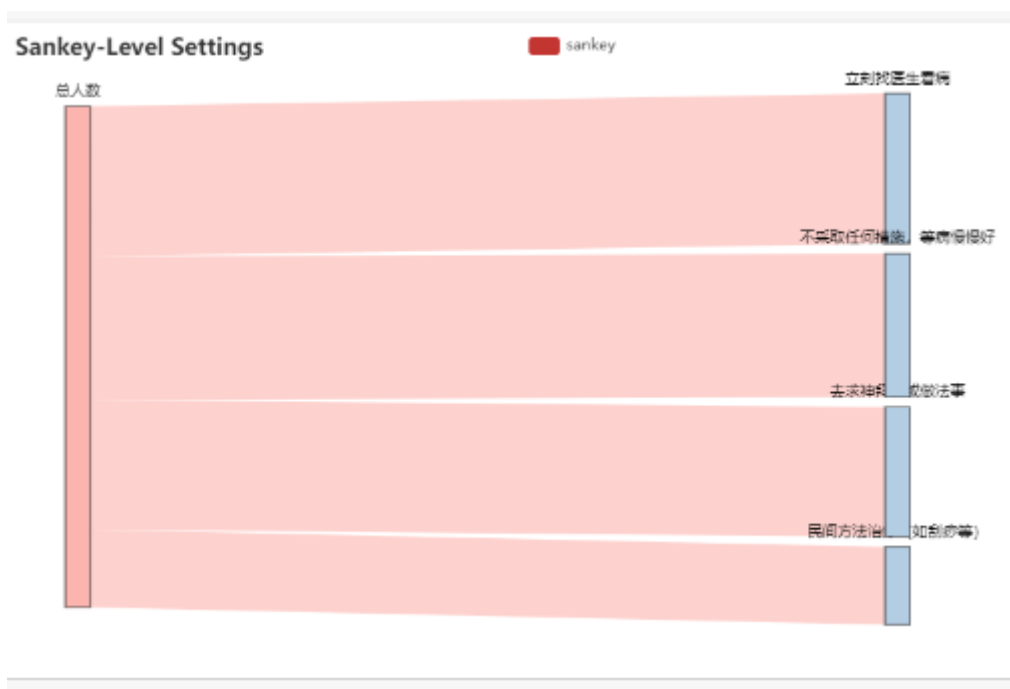 Sankey-Level Settings
sankey
总人数
立刻找医生看病
不采取任何措施，等病慢慢好
去求神 或做法事
民间方法治 (如刮痧等)